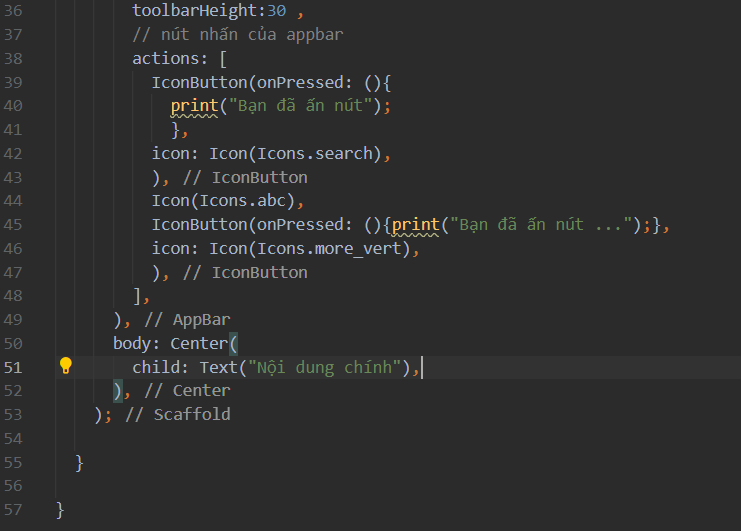 36 toolbarHeight:30 ,
37 // nút nhấn của appbar
38 actions: [
39 IconButton(onPressed: (){
40 print("Bạn đã ấn nút");
41 },
42 icon: Icon(Icons.search),
43 ), // IconButton
44 Icon(Icons.abc),
45 IconButton(onPressed: (){print("Bạn đã ấn nút ...");},
46 icon: Icon(Icons.more_vert),
47 ), // IconButton
48 ],
49 ), // AppBar
50 body: Center(
51 child: Text("Nội dung chính"),
52 ), // Center
53 ); // Scaffold
54
55 }
56
57 }